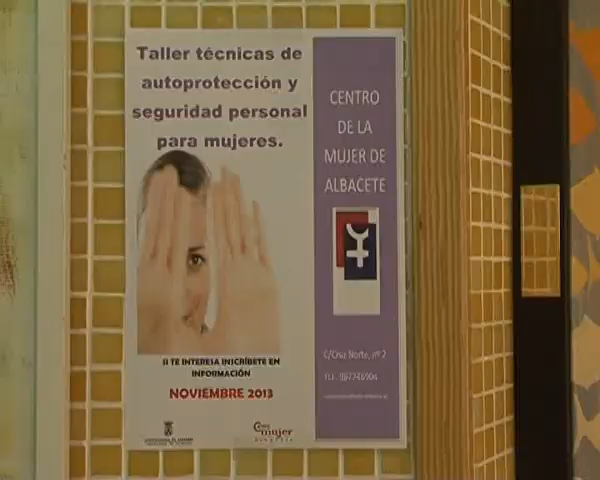 Taller técnicas de
autoprotección y
seguridad personal
para mujeres.
SI TE INTERESA INSCRÍBETE EN
INFORMACIÓN
NOVIEMBRE 2013
mujer
CENTRO
DE LA
MUJER DE
ALBACETE
C/Cruz Norte, nº 2